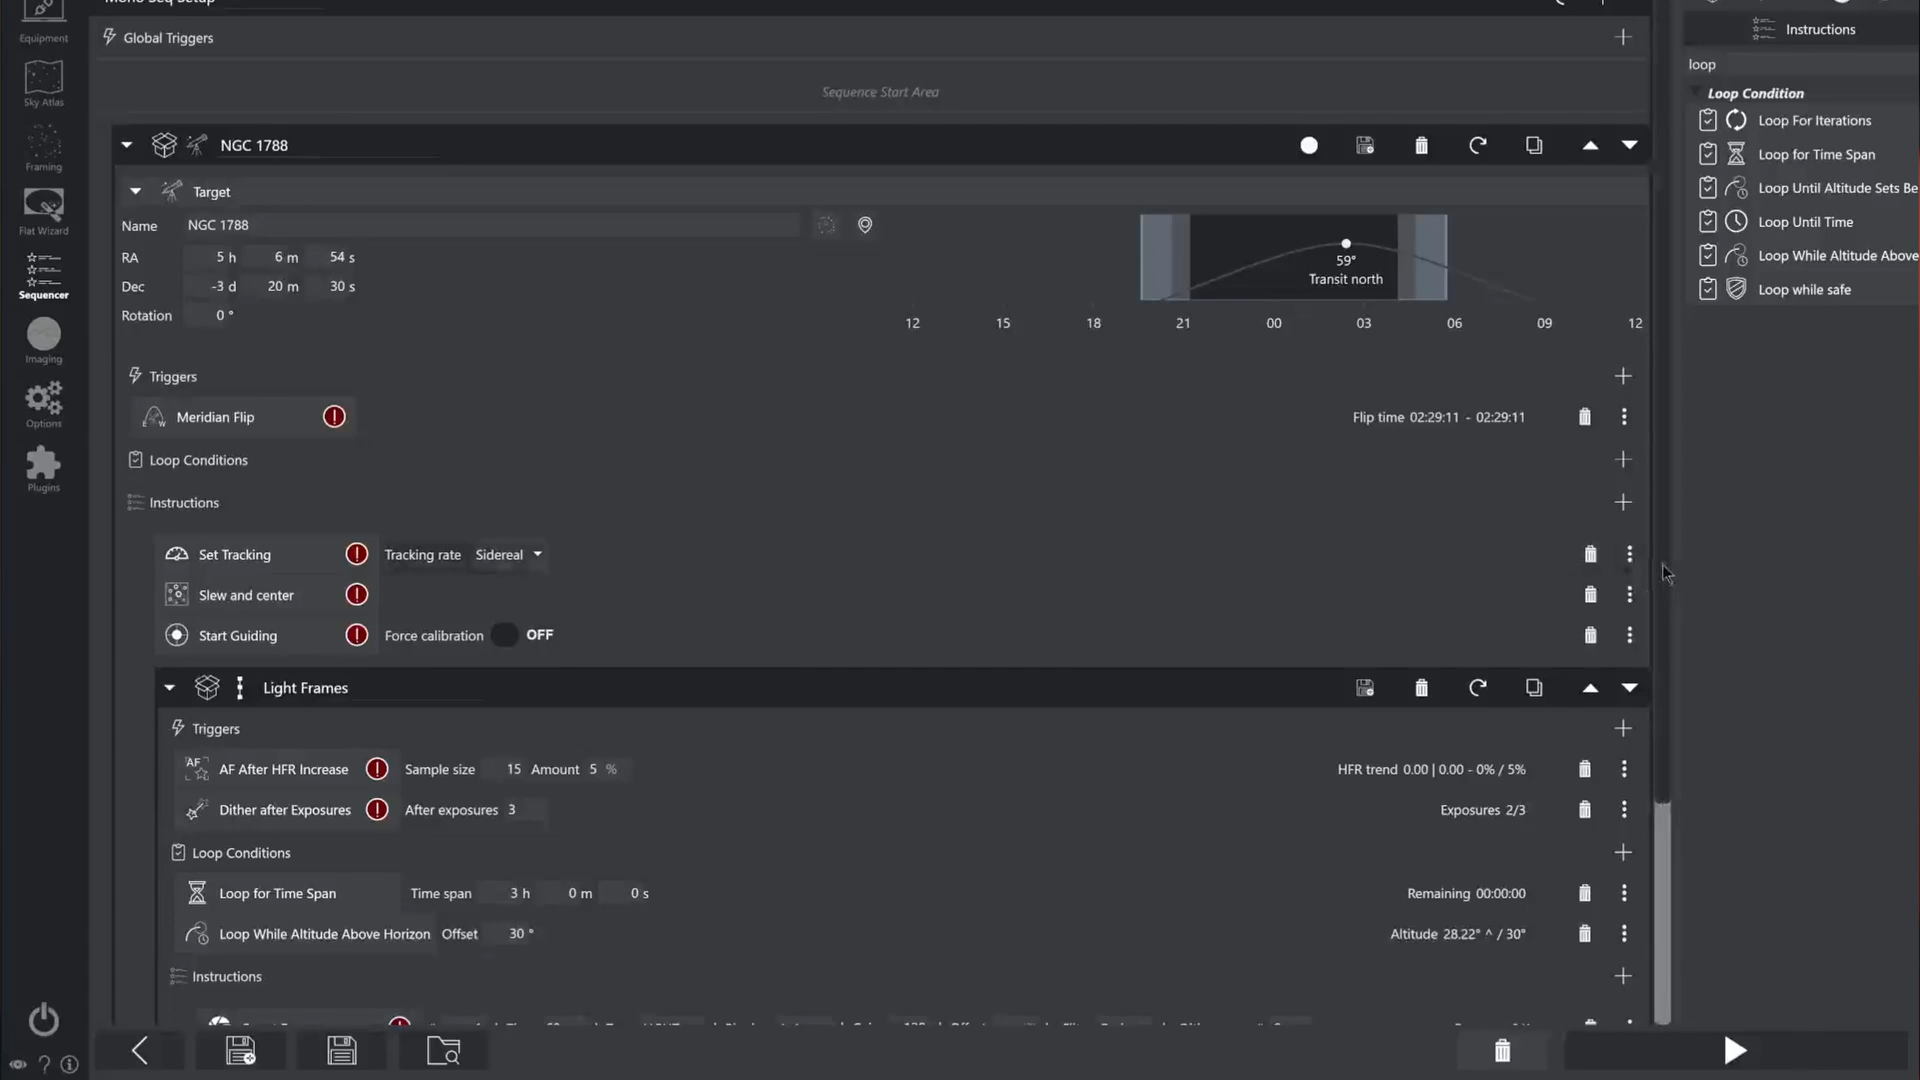 Mono Seq Setup
Equipment
Global Triggers
Instructions
loop
Sky Atlas
Sequence Start Area
Loop Condition
Loop For Iterations
Framing
NGC 1788
Loop for Time Span
Target
Loop Until Altitude Sets Be
Flat Wizard
Name NGC 1788
Loop Until Time
RA 5 h 6 m 54 s
59°
Loop While Altitude Above
Transit north
Dec -3 d 20 m 30 s
Sequencer
Loop while safe
Rotation 0 °
12 15 18 21 00 03 06 09 12
Imaging
Triggers
Meridian Flip Flip time 02:29:11 - 02:29:11
Options
Loop Conditions
Plugins
Instructions
Set Tracking Tracking rate Sidereal
Slew and center
Start Guiding Force calibration OFF
Light Frames
Triggers
AF After HFR Increase Sample size 15 Amount 5 % HFR trend 0.00 | 0.00 - 0% / 5%
Dither after Exposures After exposures 3 Exposures 2/3
Loop Conditions
Loop for Time Span Time span 3 h 0 m 0 s Remaining 00:00:00
Loop While Altitude Above Horizon Offset 30 ° Altitude 28.22° ^ / 30°
Instructions